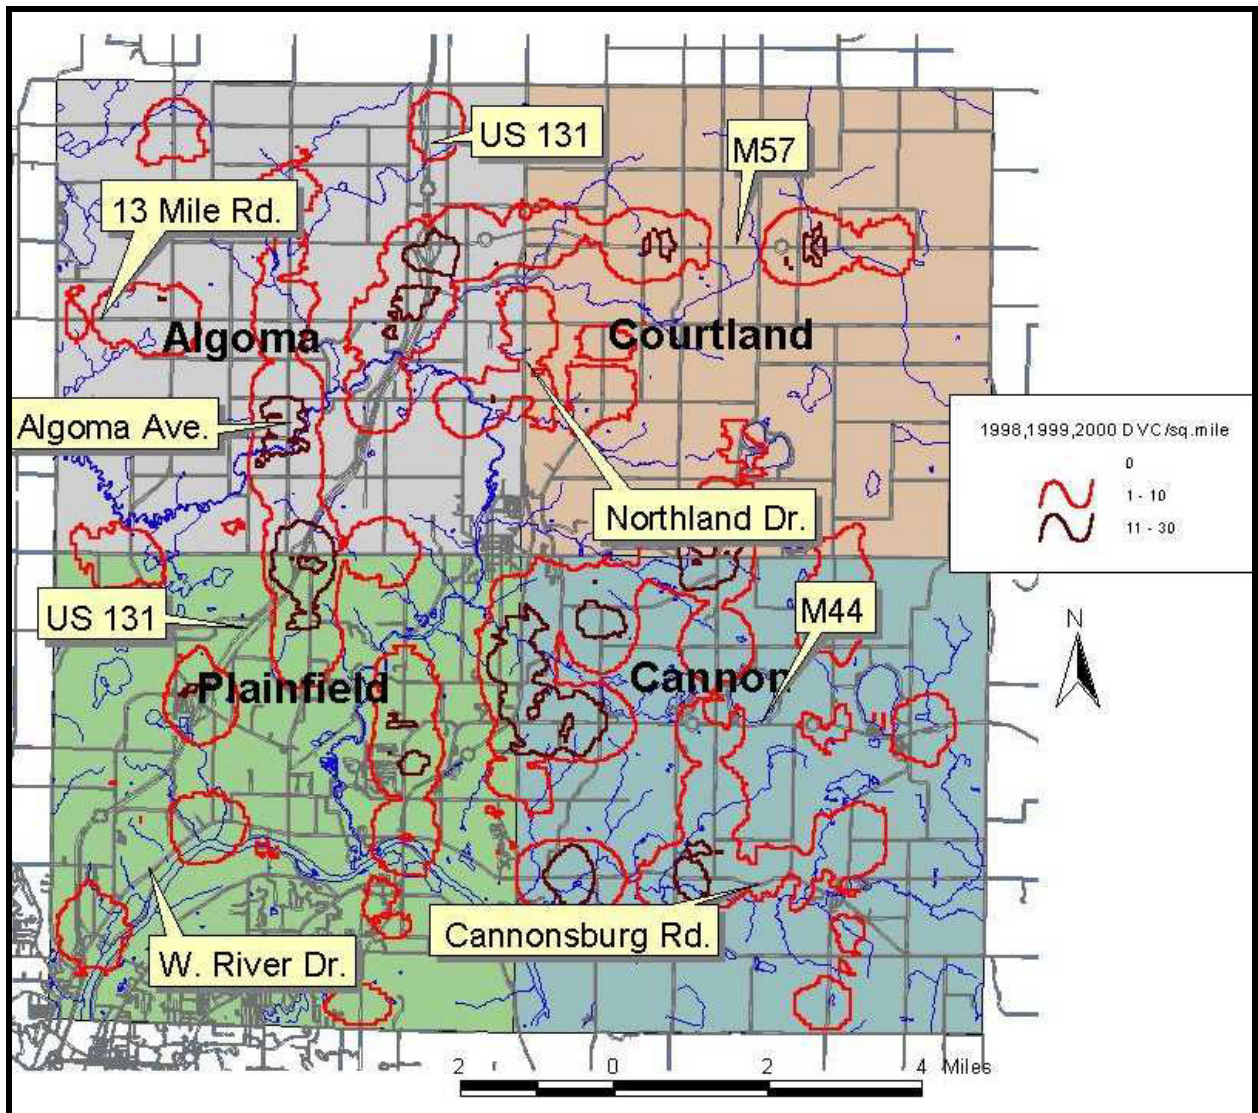 US 131
M57
13 Mile Rd.
Algoma
Courtland
Algoma Ave.
1998,1999,2000 DVC/sq.mile
0
1 - 10
11 - 30
Northland Dr.
US 131
M44
N
Plainfield
Cannon
Cannonsburg Rd.
W. River Dr.
2 0 2 4 Miles